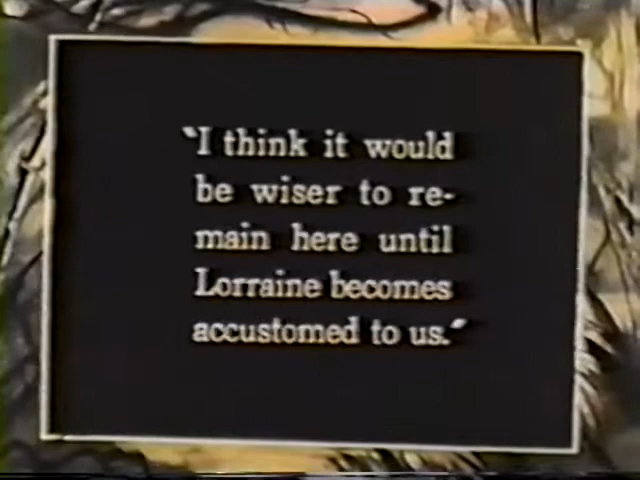 "I think it would
be wiser to re-
main here until
Lorraine becomes
accustomed to us."